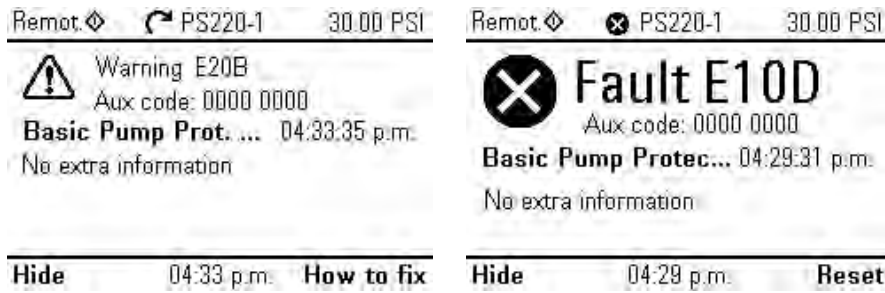 Remot. PS220-1 30.00 PSI
Warning E20B
Aux code: 0000 0000
Basic Pump Prot. ... 04:33:35 p.m.
No extra information
Hide 04:33 p.m. How to fix
Remot. PS220-1 30.00 PSI
Fault E10D
Aux code: 0000 0000
Basic Pump Protec... 04:29:31 p.m.
No extra information
Hide 04:29 p.m. Reset